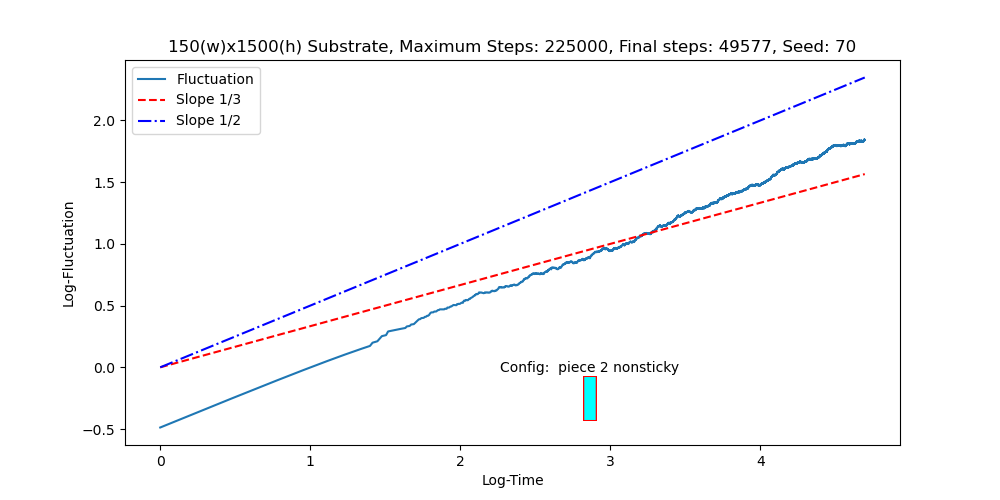 150(w)x1500(h) Substrate, Maximum Steps: 225000, Final steps: 49577, Seed: 70
Fluctuation
Slope 1/3
Slope 1/2
Log-Fluctuation
2.0
1.5
1.0
0.5
0.0
−0.5
Config:  piece 2 nonsticky
0 1 2 3 4
Log-Time